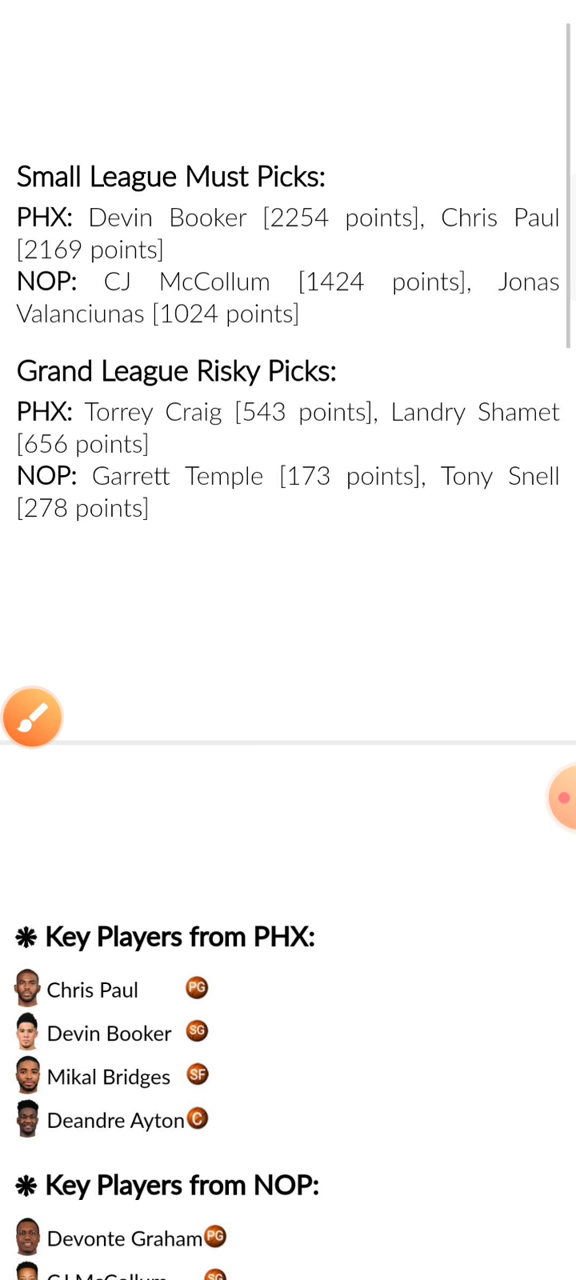 Small League Must Picks:
PHX: Devin Booker [2254 points], Chris Paul
[2169 points]
NOP: CJ McCollum [1424 points], Jonas
Valanciunas [1024 points]
Grand League Risky Picks:
PHX: Torrey Craig [543 points], Landry Shamet
[656 points]
NOP: Garrett Temple [173 points], Tony Snell
[278 points]
✱ Key Players from PHX:
Chris Paul PG
Devin Booker SG
Mikal Bridges SF
Deandre Ayton C
✱ Key Players from NOP:
Devonte Graham PG
CJ McCollum SG